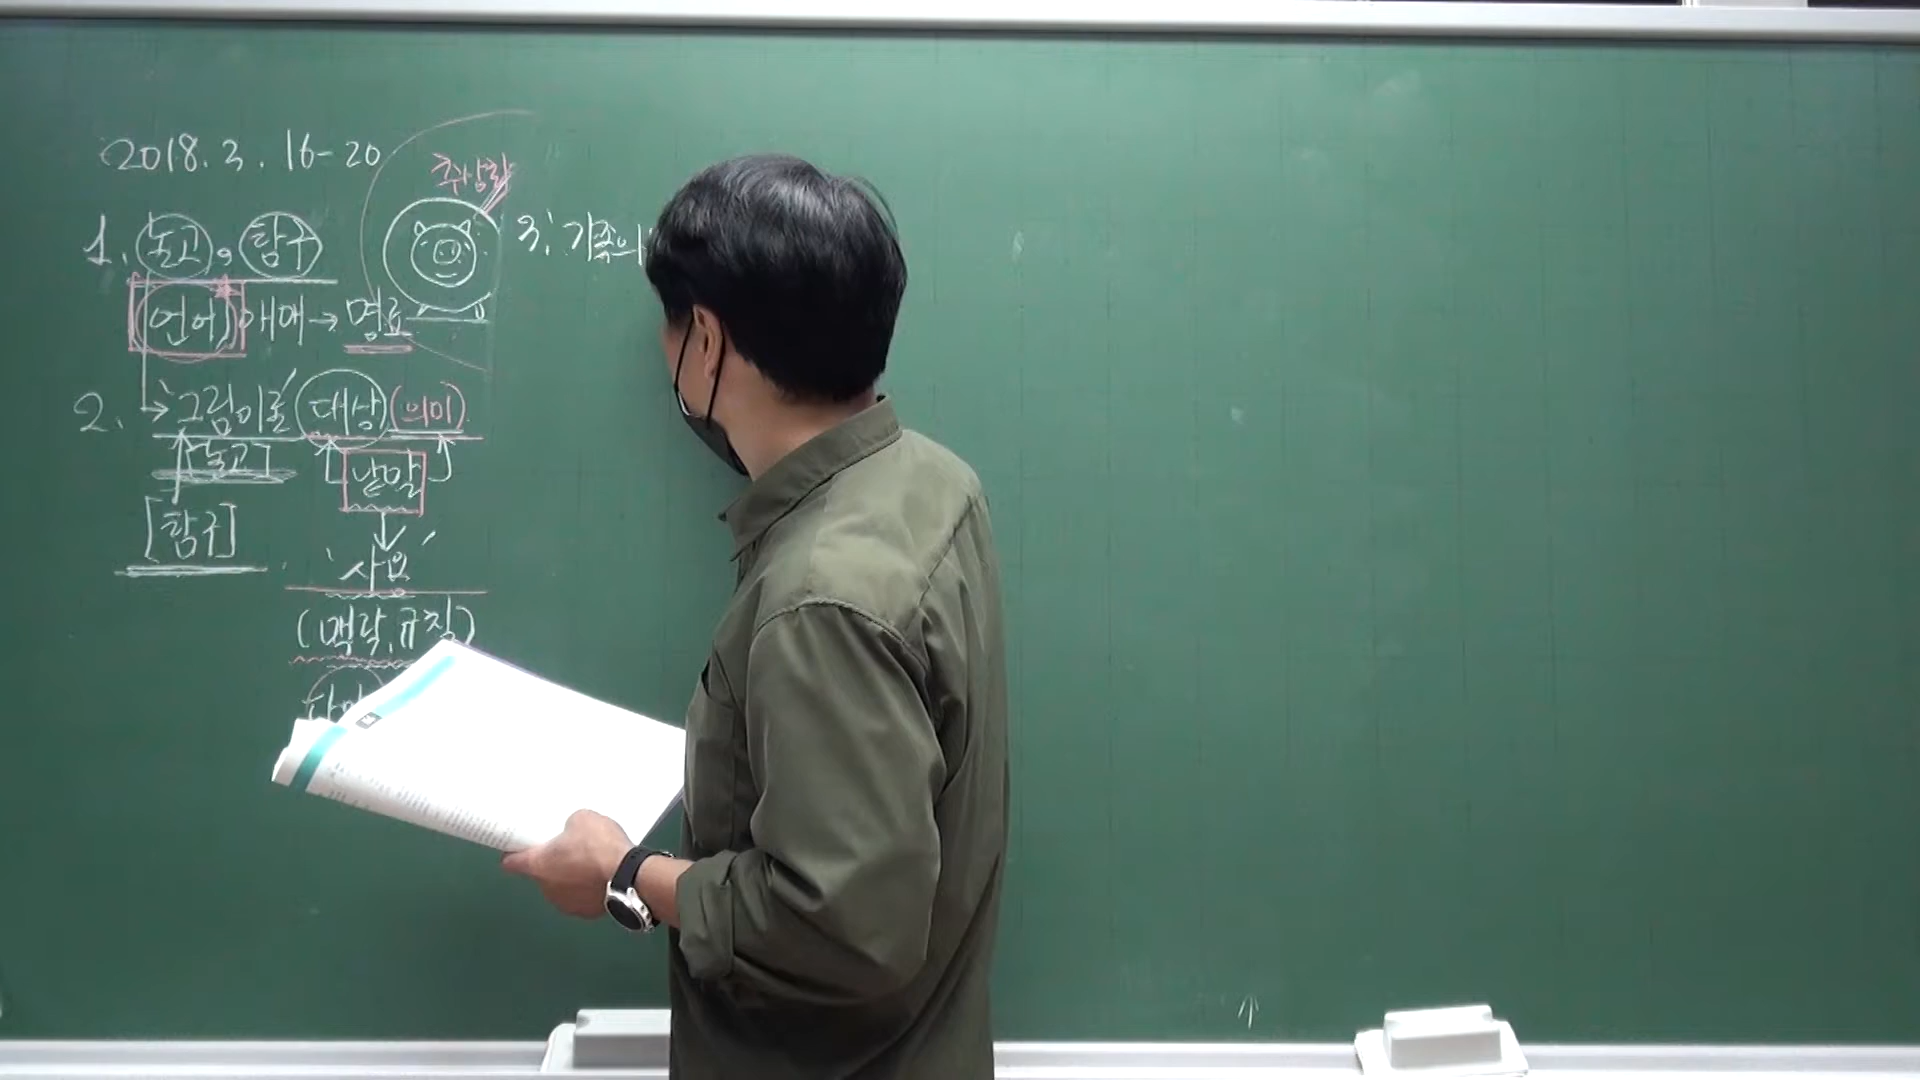 2018. 3. 16-20
추상화
1. 논고, 탐구
언어 애매 → 명료
2. → '그림이론' 대상 (의미)
[논고]
낱말
[탐구]
'사용'
(맥락, 규칙)
3. 가족의